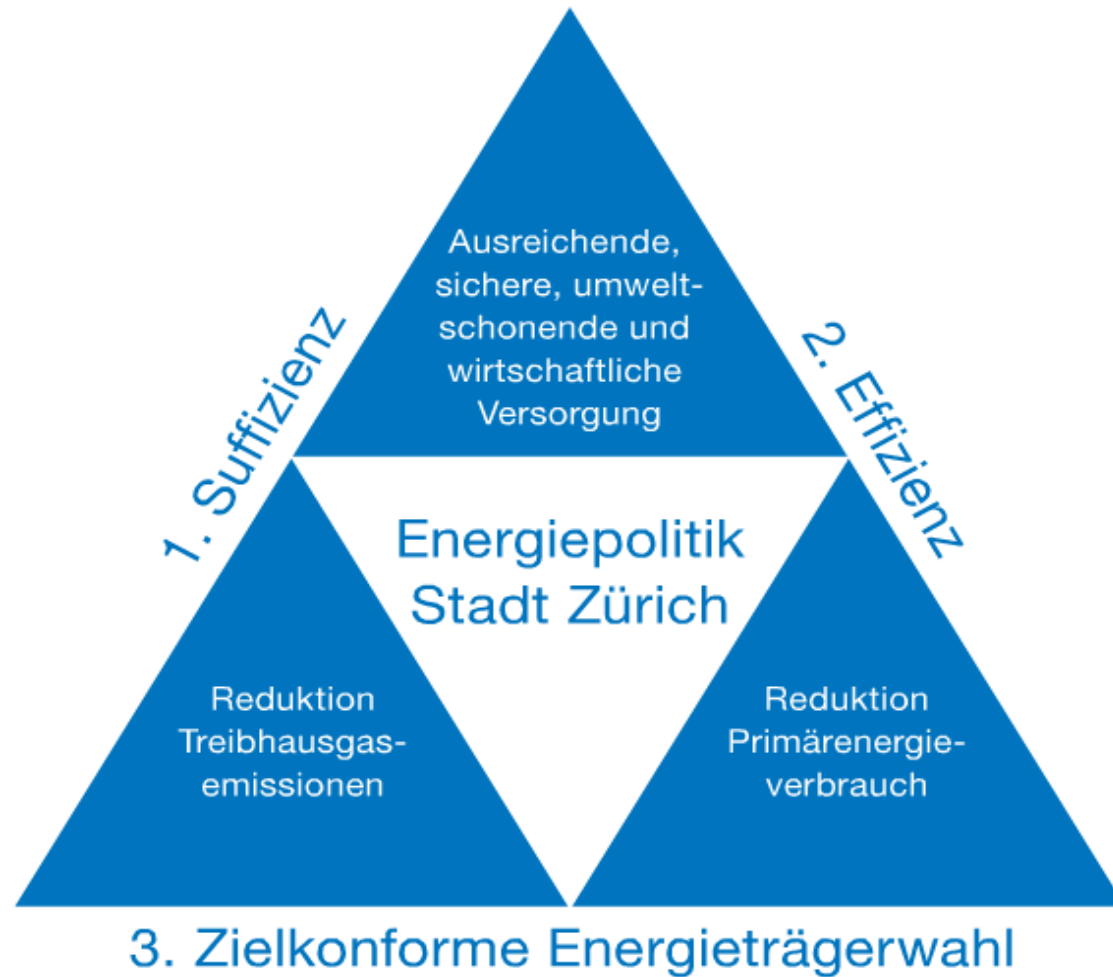 Ausreichende,
sichere, umwelt-
schonende und
wirtschaftliche
Versorgung
1. Suffizienz
2. Effizienz
Energiepolitik
Stadt Zürich
Reduktion
Treibhausgas-
emissionen
Reduktion
Primärenergie-
verbrauch
3. Zielkonforme Energieträgerwahl